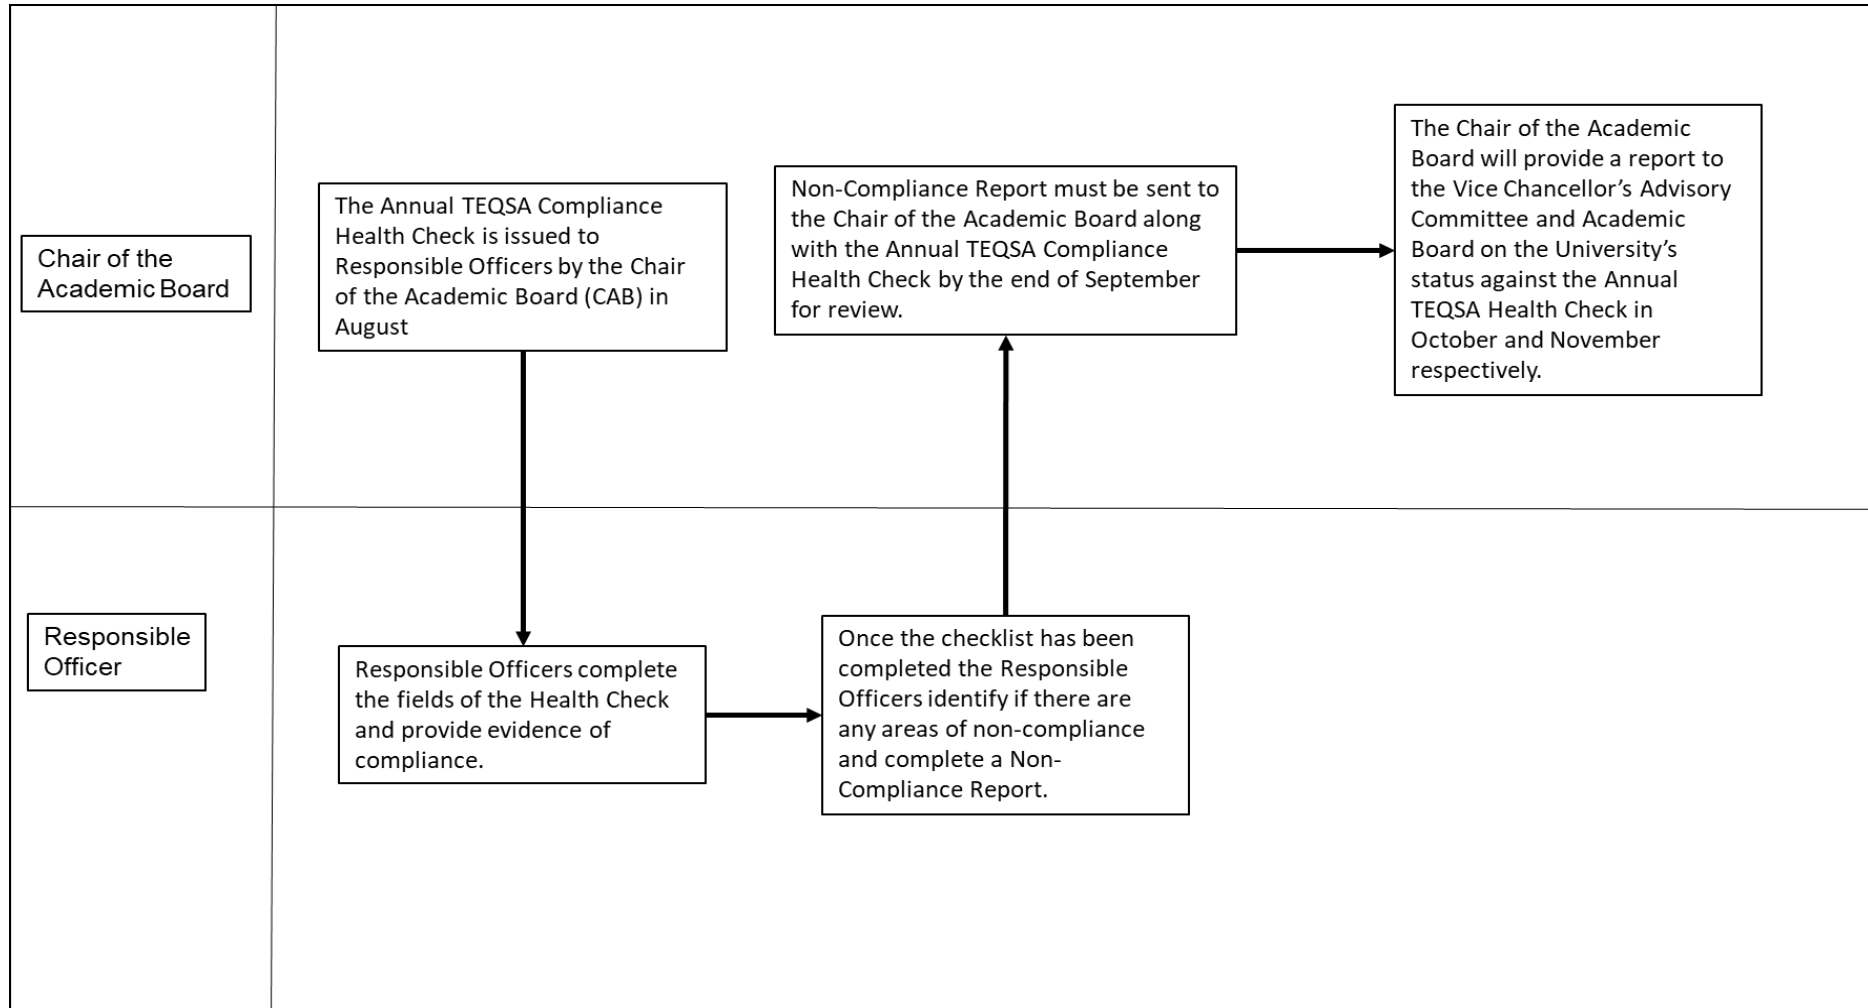 Chair of the
Academic Board
The Annual TEQSA Compliance
Health Check is issued to
Responsible Officers by the Chair
of the Academic Board (CAB) in
August
Non-Compliance Report must be sent to
the Chair of the Academic Board along
with the Annual TEQSA Compliance
Health Check by the end of September
for review.
The Chair of the Academic
Board will provide a report to
the Vice Chancellor’s Advisory
Committee and Academic
Board on the University’s
status against the Annual
TEQSA Health Check in
October and November
respectively.
Responsible
Officer
Responsible Officers complete
the fields of the Health Check
and provide evidence of
compliance.
Once the checklist has been
completed the Responsible
Officers identify if there are
any areas of non-compliance
and complete a Non-
Compliance Report.